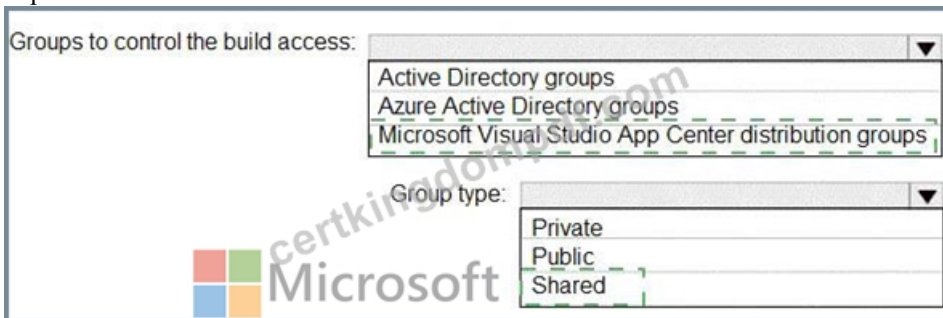 Groups to control the build access:
Active Directory groups
Azure Active Directory groups
Microsoft Visual Studio App Center distribution groups
Group type:
Private
Public
Shared
certkingdompdf.com
Microsoft